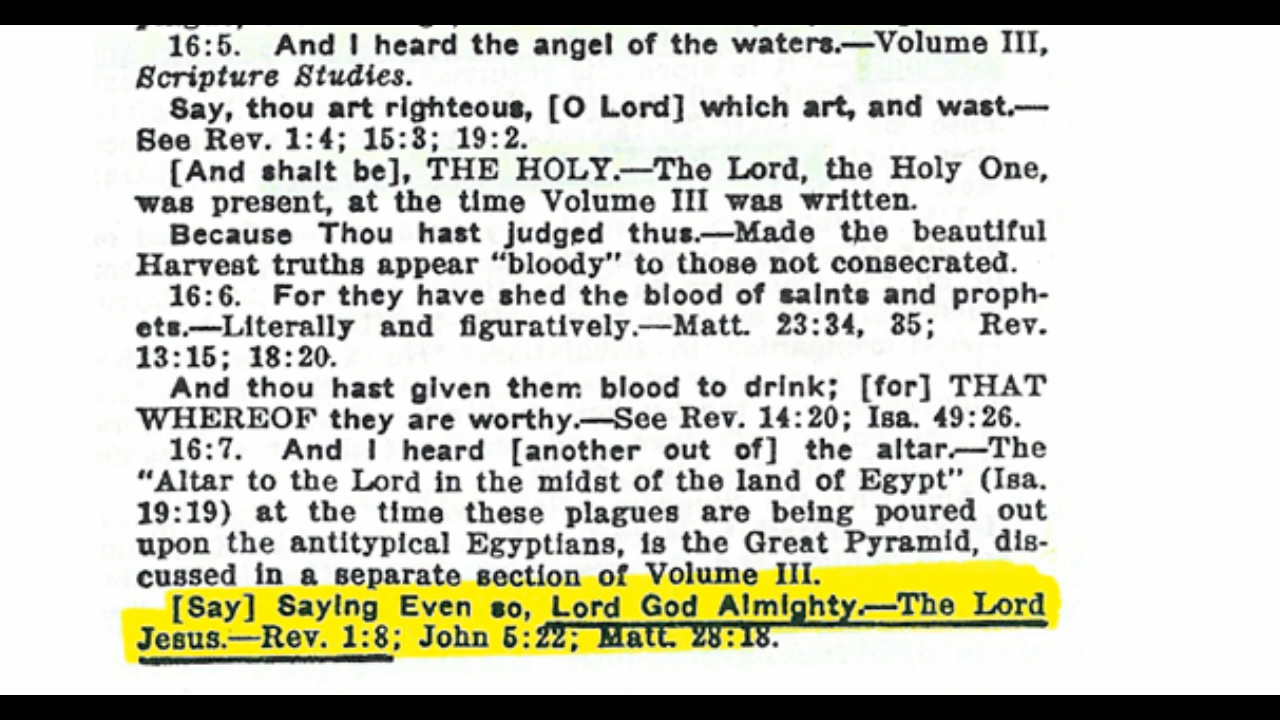 16:5. And I heard the angel of the waters.—Volume III,
Scripture Studies.
Say, thou art righteous, [O Lord] which art, and wast.—
See Rev. 1:4; 15:3; 19:2.
[And shalt be], THE HOLY.—The Lord, the Holy One,
was present, at the time Volume III was written.
Because Thou hast judged thus.—Made the beautiful
Harvest truths appear “bloody” to those not consecrated.
16:6. For they have shed the blood of saints and proph-
ets.—Literally and figuratively.—Matt. 23:34, 35; Rev.
13:15; 18:20.
And thou hast given them blood to drink; [for] THAT
WHEREOF they are worthy.—See Rev. 14:20; Isa. 49:26.
16:7. And I heard [another out of] the altar.—The
“Altar to the Lord in the midst of the land of Egypt” (Isa.
19:19) at the time these plagues are being poured out
upon the antitypical Egyptians, is the Great Pyramid, dis-
cussed in a separate section of Volume III.
[Say] Saying Even so, Lord God Almighty.—The Lord
Jesus.—Rev. 1:8; John 5:22; Matt. 28:18.